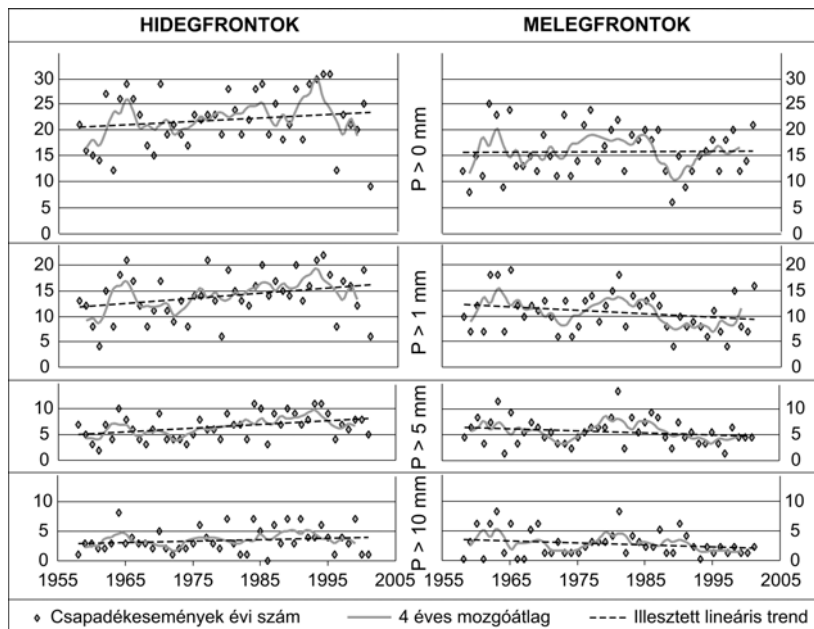 HIDEGFRONTOK MELEGFRONTOK
30 30
25 25
20 20
15 15
10 10
5 5
0 0
P > 0 mm
20 20
15 15
10 10
5 5
0 0
P > 1 mm
10 10
5 5
0 0
P > 5 mm
10 10
5 5
0 0
P > 10 mm
1955 1965 1975 1985 1995 2005 1955 1965 1975 1985 1995 2005
Csapadékesemények évi szám 4 éves mozgóátlag Illesztett lineáris trend